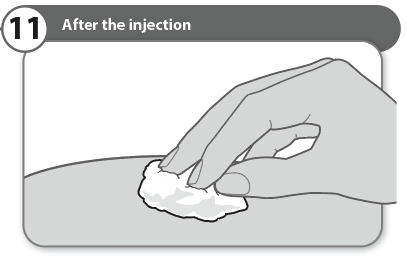 11 After the injection